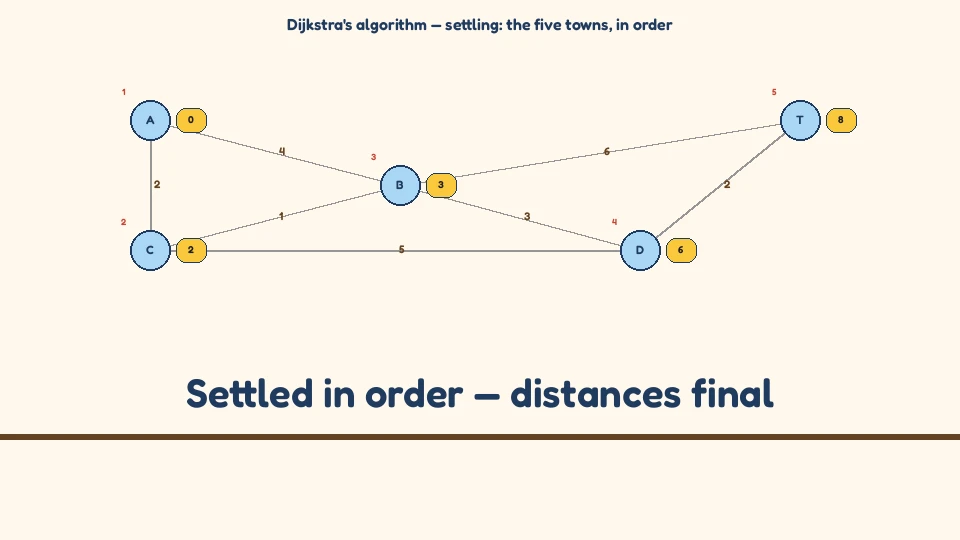 Dijkstra's algorithm — settling: the five towns, in order
1
5
A
0
T
8
4
6
3
B
3
2
2
1
3
4
2
C
2
5
D
6
Settled in order — distances final